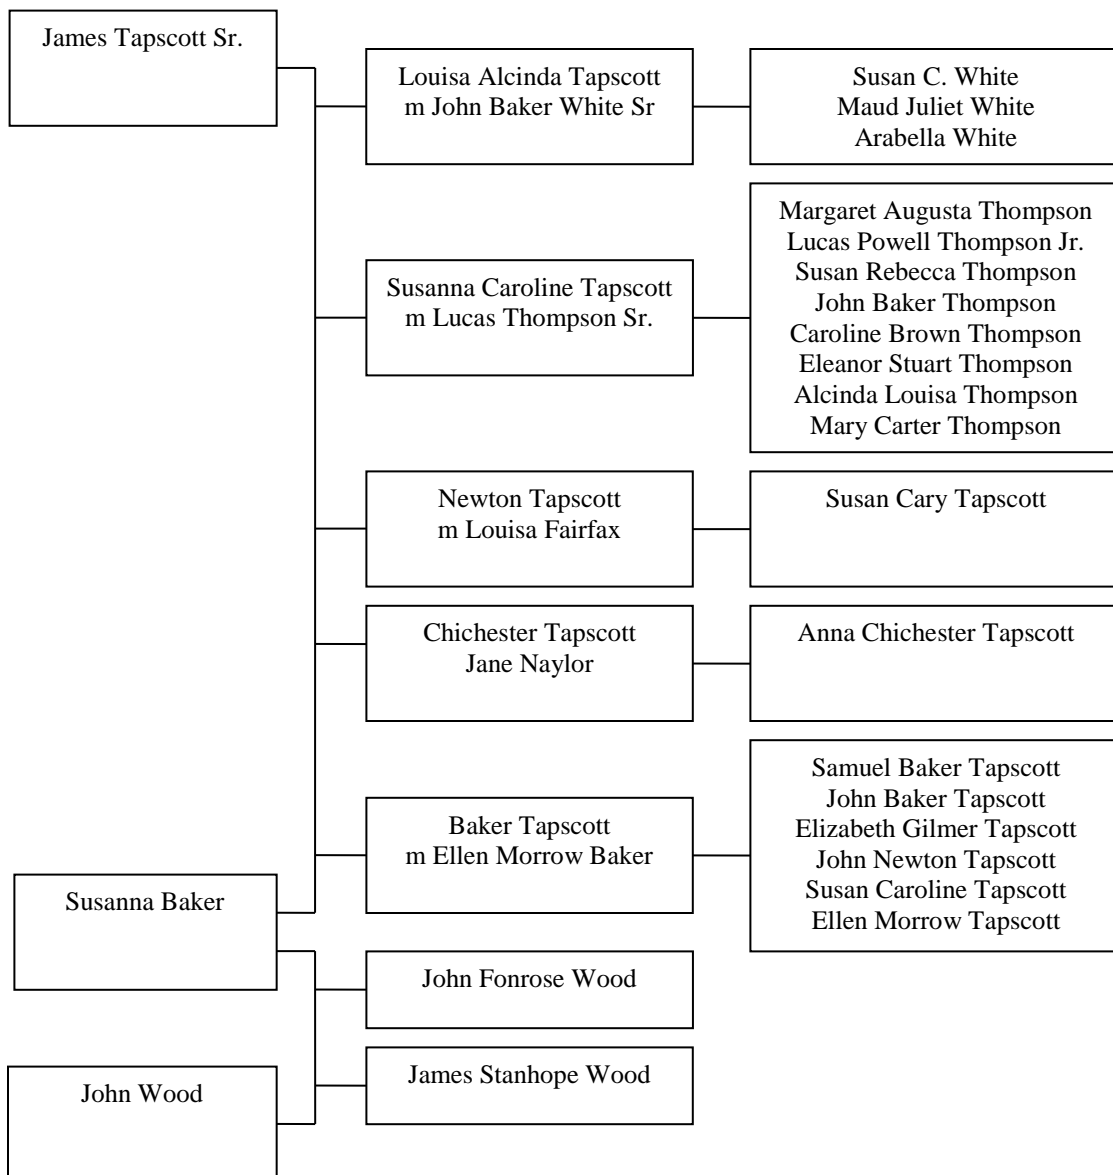 James Tapscott Sr.
Louisa Alcinda Tapscott
m John Baker White Sr
Susan C. White
Maud Juliet White
Arabella White
Susanna Caroline Tapscott
m Lucas Thompson Sr.
Margaret Augusta Thompson
Lucas Powell Thompson Jr.
Susan Rebecca Thompson
John Baker Thompson
Caroline Brown Thompson
Eleanor Stuart Thompson
Alcinda Louisa Thompson
Mary Carter Thompson
Newton Tapscott
m Louisa Fairfax
Susan Cary Tapscott
Chichester Tapscott
Jane Naylor
Anna Chichester Tapscott
Baker Tapscott
m Ellen Morrow Baker
Samuel Baker Tapscott
John Baker Tapscott
Elizabeth Gilmer Tapscott
John Newton Tapscott
Susan Caroline Tapscott
Ellen Morrow Tapscott
Susanna Baker
John Fonrose Wood
James Stanhope Wood
John Wood